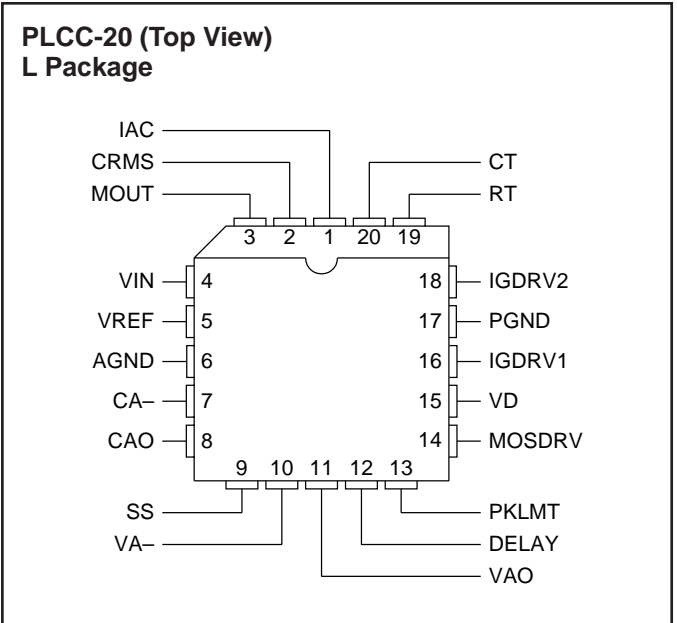 PLCC-20 (Top View)
L Package
IAC
CRMS
MOUT
CT
RT
3 2 1 20 19
VIN 4
18 IGDRV2
VREF 5
17 PGND
AGND 6
16 IGDRV1
CA– 7
15 VD
CAO 8
14 MOSDRV
9 10 11 12 13
SS
PKLMT
VA–
DELAY
VAO